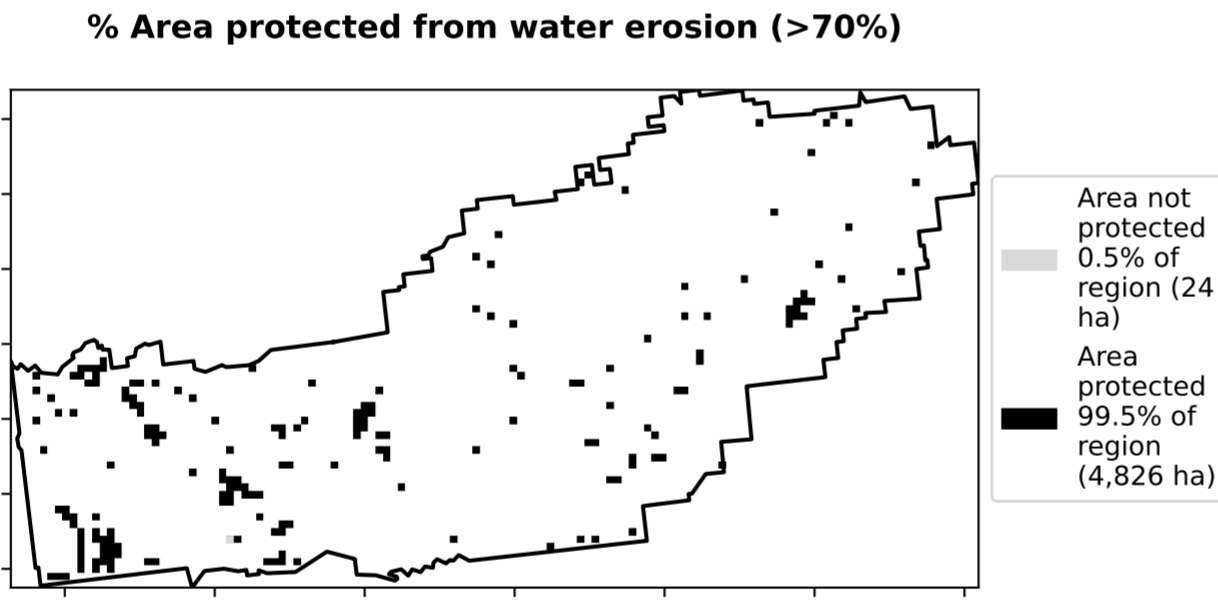 % Area protected from water erosion (>70%)
Area not
protected
0.5% of
region (24
ha)
Area
protected
99.5% of
region
(4,826 ha)